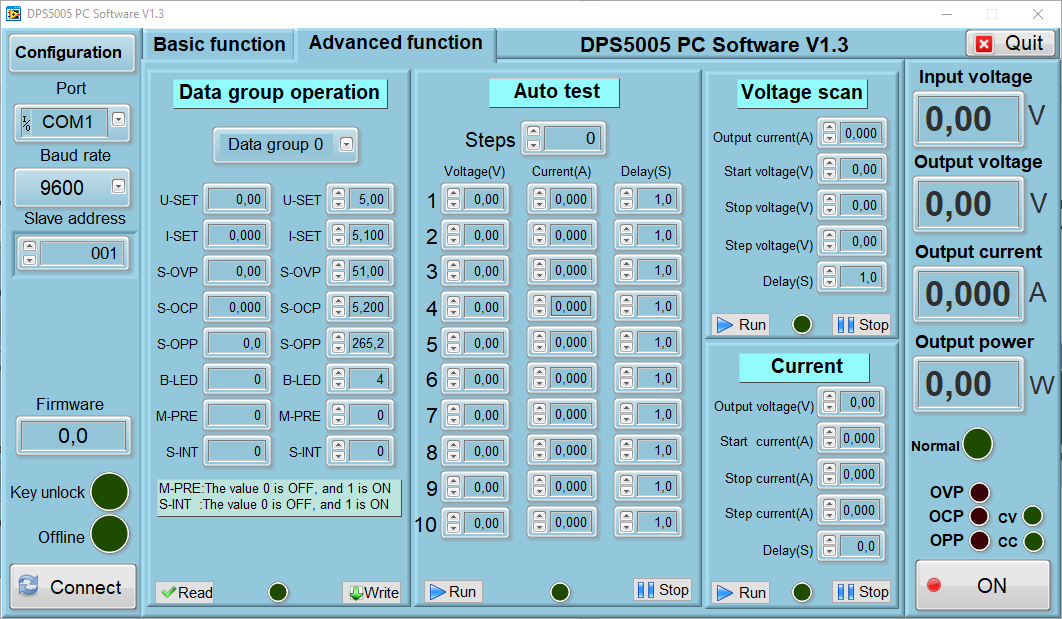 DPS5005 PC Software V1.3
Configuration
Basic function
Advanced function
DPS5005 PC Software V1.3
Quit
Port
I/O COM1
Baud rate
9600
Slave address
001
Firmware
0,0
Key unlock
Offline
Connect
Data group operation
Data group 0
U-SET 0,00 U-SET 5,00
I-SET 0,000 I-SET 5,100
S-OVP 0,00 S-OVP 51,00
S-OCP 0,000 S-OCP 5,200
S-OPP 0,0 S-OPP 265,2
B-LED 0 B-LED 4
M-PRE 0 M-PRE 0
S-INT 0 S-INT 0
M-PRE:The value 0 is OFF, and 1 is ON
S-INT :The value 0 is OFF, and 1 is ON
Read
Write
Auto test
Steps 0
Voltage(V) Current(A) Delay(S)
1 0,00 0,000 1,0
2 0,00 0,000 1,0
3 0,00 0,000 1,0
4 0,00 0,000 1,0
5 0,00 0,000 1,0
6 0,00 0,000 1,0
7 0,00 0,000 1,0
8 0,00 0,000 1,0
9 0,00 0,000 1,0
10 0,00 0,000 1,0
Run
Stop
Voltage scan
Output current(A) 0,000
Start voltage(V) 0,00
Stop voltage(V) 0,00
Step voltage(V) 0,00
Delay(S) 1,0
Run
Stop
Current
Output voltage(V) 0,00
Start current(A) 0,000
Stop current(A) 0,000
Step current(A) 0,000
Delay(S) 0,0
Run
Stop
Input voltage
0,00 V
Output voltage
0,00 V
Output current
0,000 A
Output power
0,00 W
Normal
OVP
OCP CV
OPP CC
ON